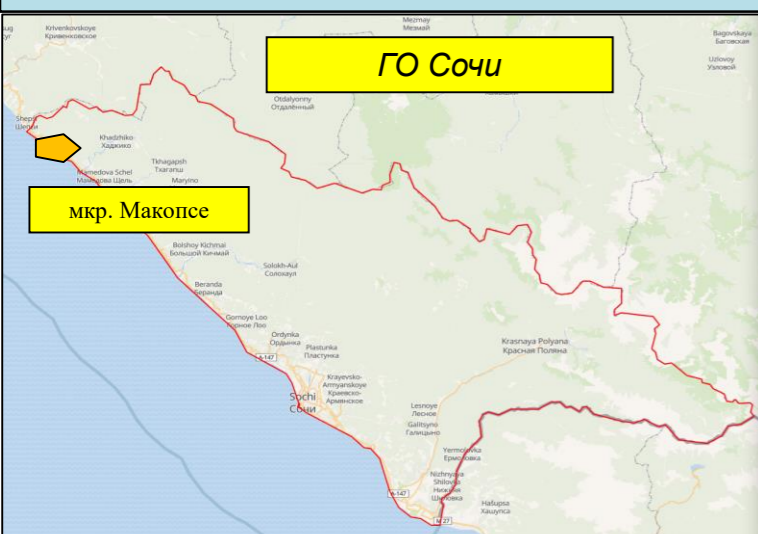 Mezmay
Мезмай
Krivenkovskoye
Кривенковское
Bagovskaya
Баговская
ГО Сочи
Uzlovoy
Узловой
Otdalyonny
Отдалённый
Shepsi
Шепси
Khadzhiko
Хаджико
Tkhagapsh
Тхагапш
Mamedova Schel
Мамедова Щель
Maryino
мкр. Макопсе
Bolshoy Kichmai
Большой Кичмай
Solokh-Aul
Солохаул
Beranda
Беранда
Gornoye Loo
Горное Лоо
Ordynka
Ордынка
Plastunka
Пластунка
A-147
Krasnaya Polyana
Красная Поляна
Krayevsko-
Armyanskoye
Краевско-
Армянское
Sochi
Сочи
Lesnoye
Лесное
Galitsyno
Галицыно
Yermolovka
Ермоловка
Nizhnyaya
Shilovka
Нижняя
Шиловка
A-147
Hašupsa
Хашупса